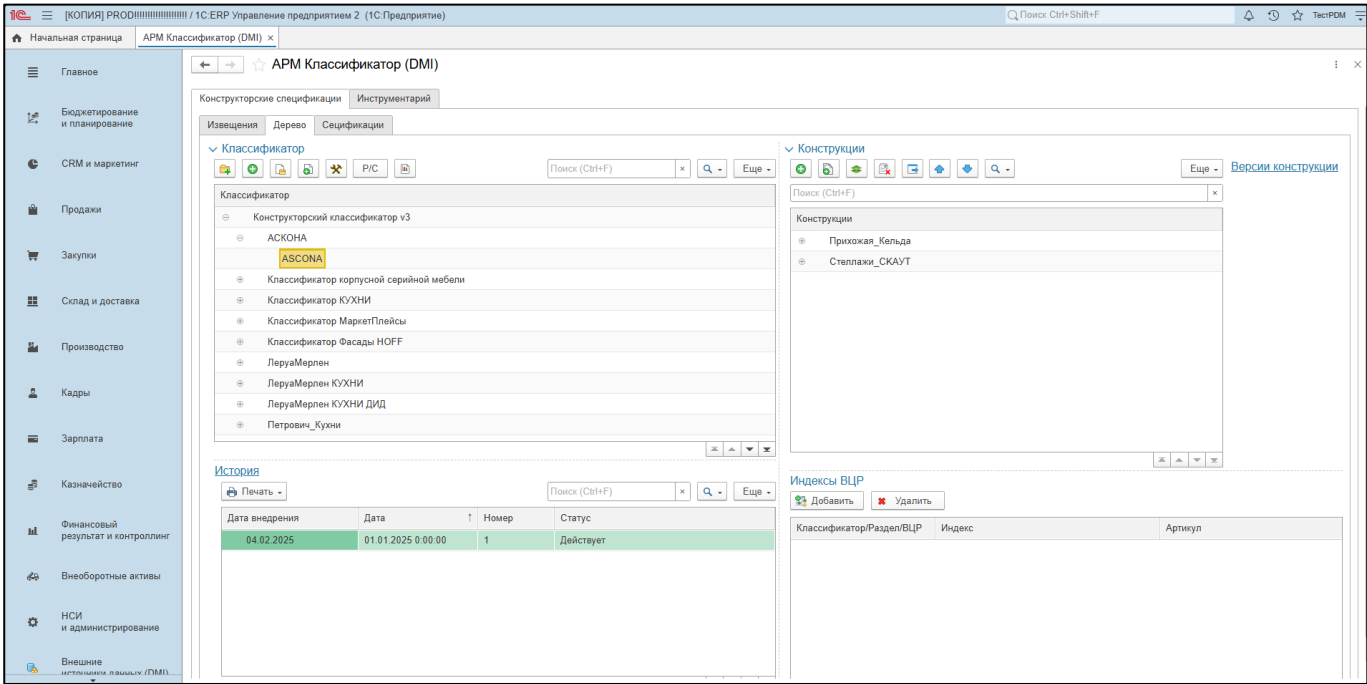 1С [КОПИЯ] PROD!!!!!!!!!!!!!!!!!!! / 1С:ERP Управление предприятием 2 (1С:Предприятие)
Поиск Ctrl+Shift+F
ТестPDM
Начальная страница
АРМ Классификатор (DMI) ×
Главное
Бюджетирование
и планирование
CRM и маркетинг
Продажи
Закупки
Склад и доставка
Производство
Кадры
Зарплата
Казначейство
Финансовый
результат и контроллинг
Внеоборотные активы
НСИ
и администрирование
Внешние
источники данных (DMI)
АРМ Классификатор (DMI)
Конструкторские спецификации
Инструментарий
Извещения
Дерево
Сецификации
Классификатор
Р/С
Поиск (Ctrl+F) ×
Еще
Классификатор
Конструкторский классификатор v3
АСКОНА
ASCONA
Классификатор корпусной серийной мебели
Классификатор КУХНИ
Классификатор МаркетПлейсы
Классификатор Фасады HOFF
ЛеруаМерлен
ЛеруаМерлен КУХНИ
ЛеруаМерлен КУХНИ ДИД
Петрович_Кухни
Конструкции
Еще
Версии конструкции
Поиск (Ctrl+F) ×
Конструкции
Прихожая_Кельда
Стеллажи_СКАУТ
История
Печать
Поиск (Ctrl+F) ×
Еще
Дата внедрения Дата ↑ Номер Статус
04.02.2025 01.01.2025 0:00:00 1 Действует
Индексы ВЦР
Добавить
Удалить
Классификатор/Раздел/ВЦР Индекс Артикул